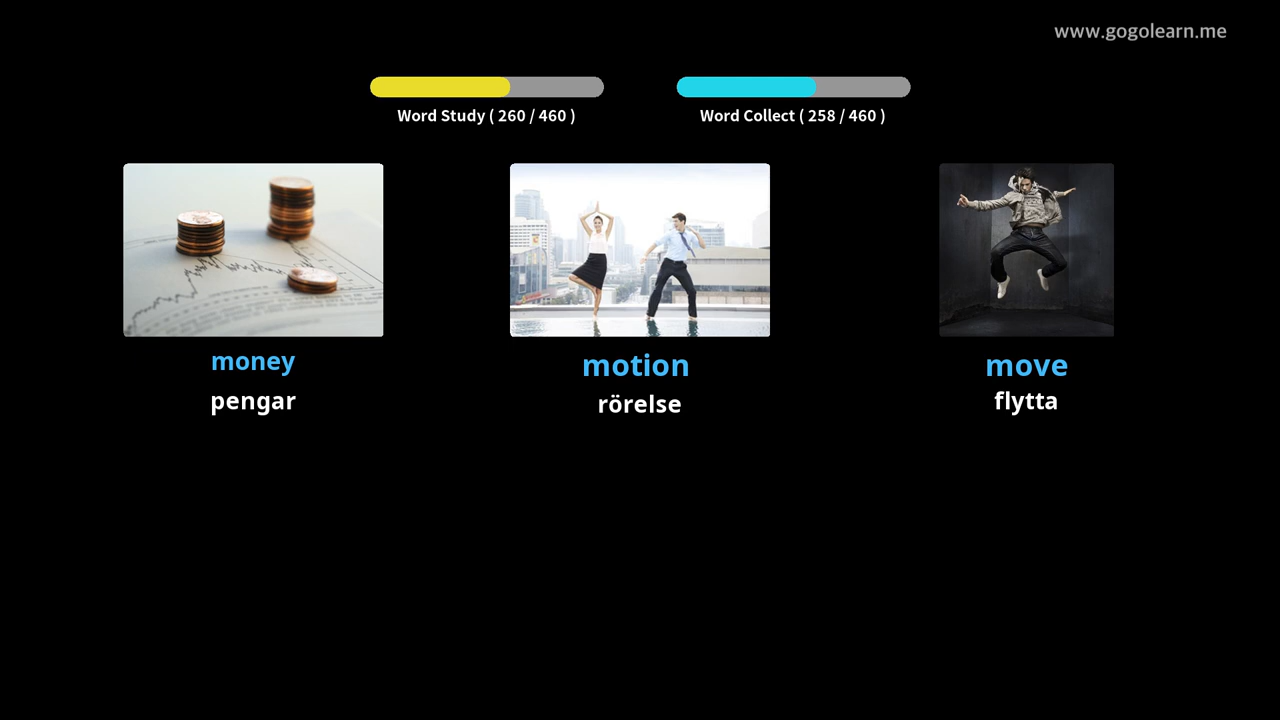 www.gogolearn.me
Word Study ( 260 / 460 )
Word Collect ( 258 / 460 )
money
pengar
motion
rörelse
move
flytta